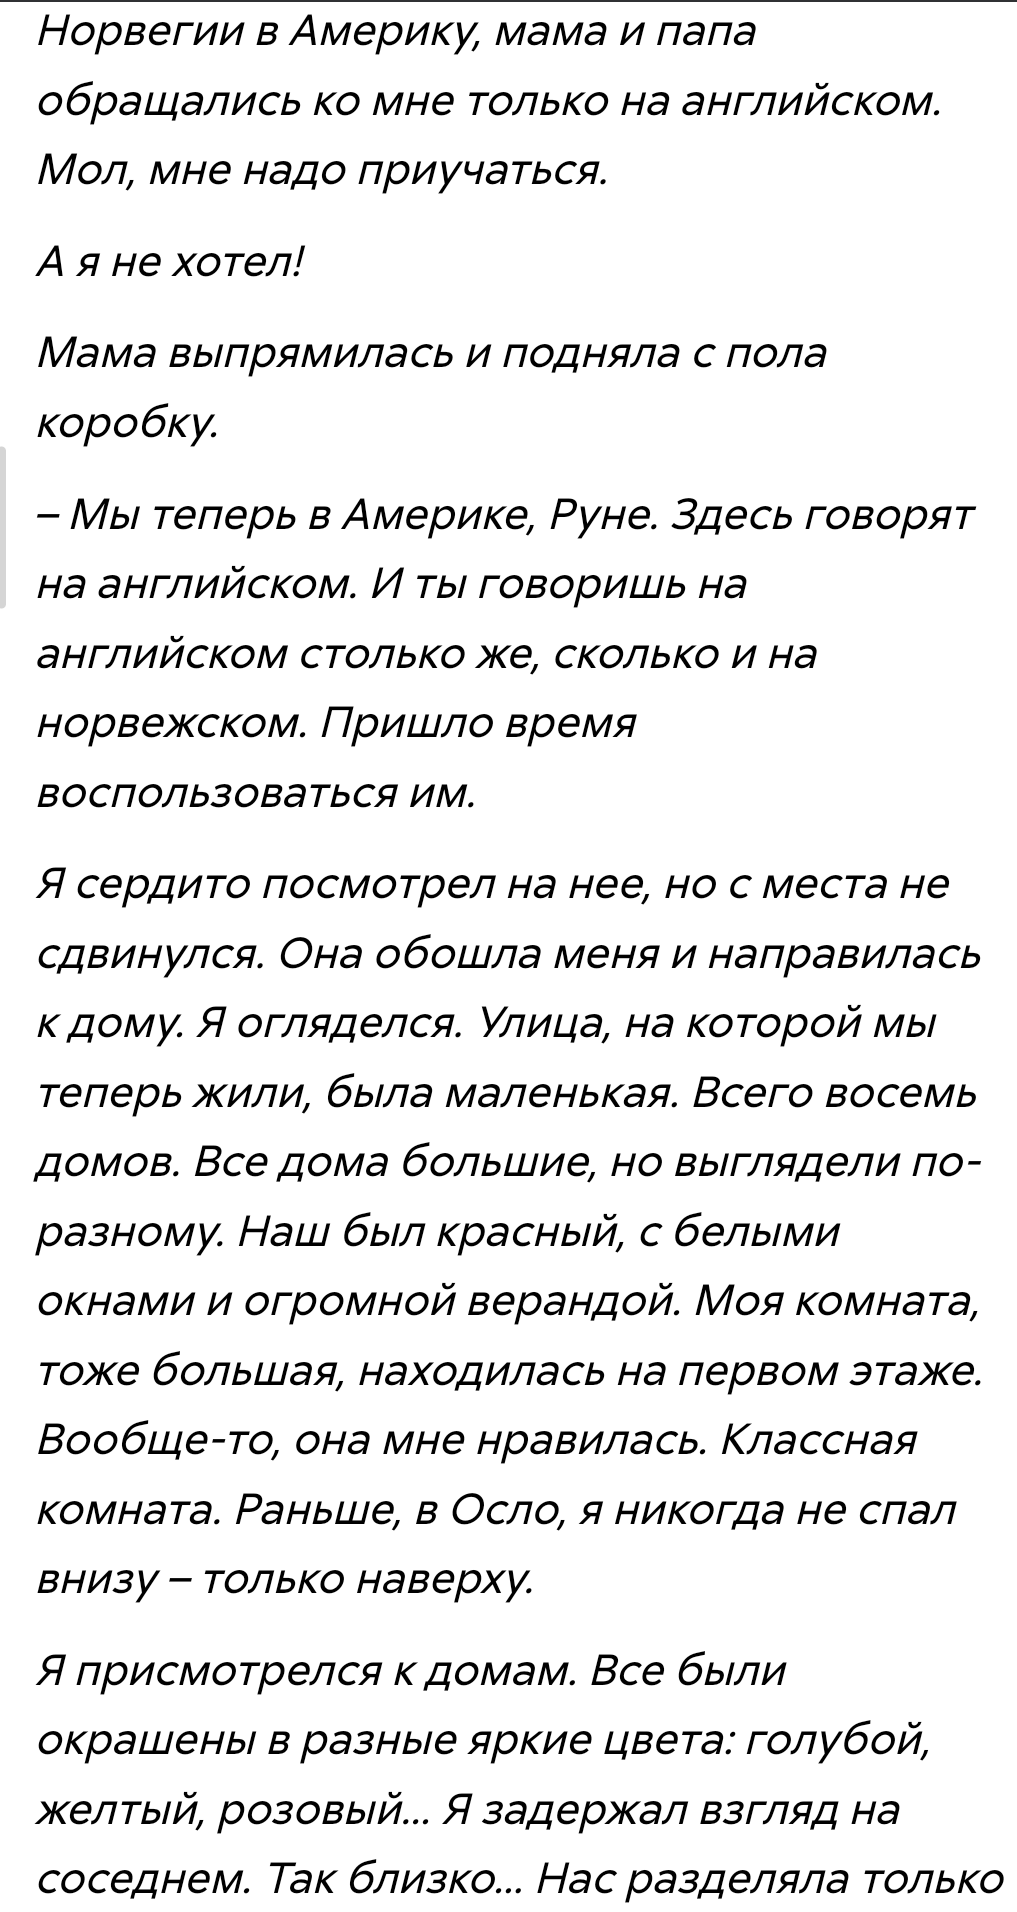 Норвегии в Америку, мама и папа
обращались ко мне только на английском.
Мол, мне надо приучаться.
А я не хотел!
Мама выпрямилась и подняла с пола
коробку.
– Мы теперь в Америке, Руне. Здесь говорят
на английском. И ты говоришь на
английском столько же, сколько и на
норвежском. Пришло время
воспользоваться им.
Я сердито посмотрел на нее, но с места не
сдвинулся. Она обошла меня и направилась
к дому. Я огляделся. Улица, на которой мы
теперь жили, была маленькая. Всего восемь
домов. Все дома большие, но выглядели по-
разному. Наш был красный, с белыми
окнами и огромной верандой. Моя комната,
тоже большая, находилась на первом этаже.
Вообще-то, она мне нравилась. Классная
комната. Раньше, в Осло, я никогда не спал
внизу – только наверху.
Я присмотрелся к домам. Все были
окрашены в разные яркие цвета: голубой,
желтый, розовый... Я задержал взгляд на
соседнем. Так близко... Нас разделяла только